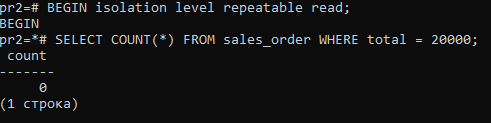 pr2=# BEGIN isolation level repeatable read;
BEGIN
pr2=*# SELECT COUNT(*) FROM sales_order WHERE total = 20000;
 count
-------
     0
(1 строка)